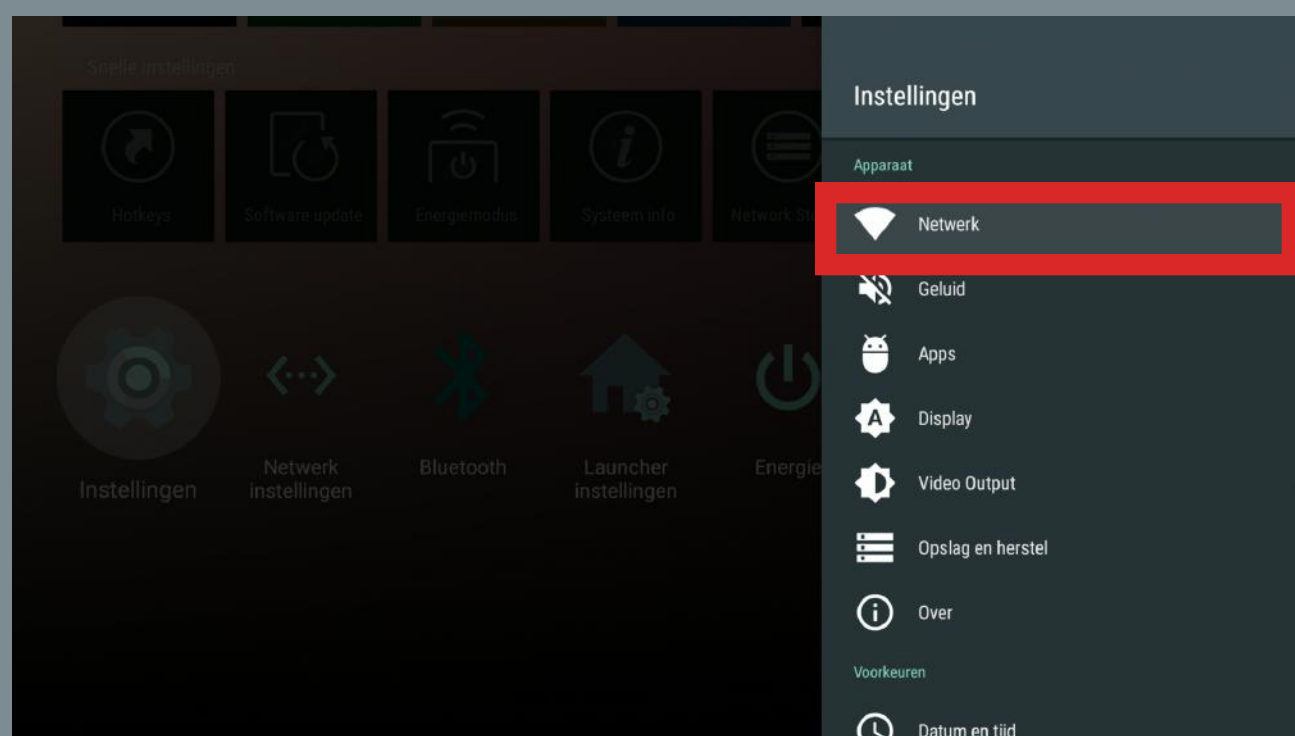 Snelle instellingen
Hotkeys
Software update
Energiemodus
Systeem info
Network Sta
Instellingen
Netwerk
instellingen
Bluetooth
Launcher
instellingen
Energie
Instellingen
Apparaat
Netwerk
Geluid
Apps
A
Display
Video Output
Opslag en herstel
Over
Voorkeuren
Datum en tijd